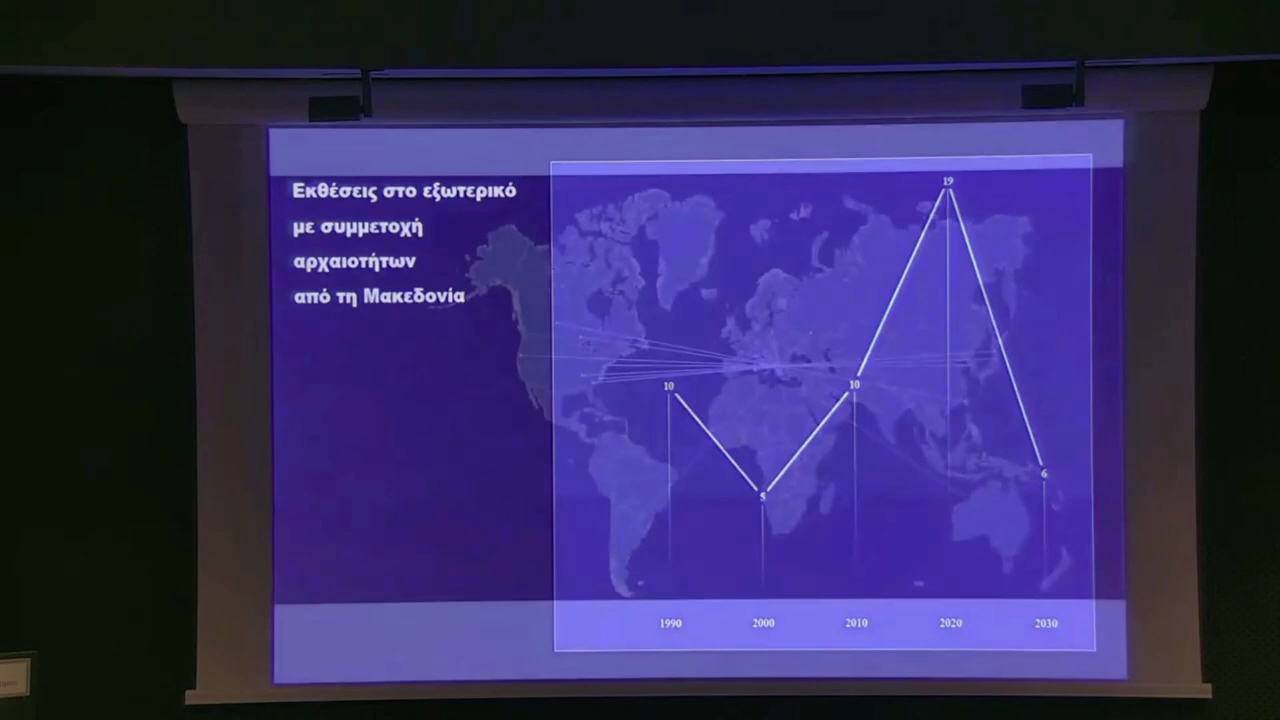 Εκθέσεις στο εξωτερικό
με συμμετοχή
αρχαιοτήτων
από τη Μακεδονία
19
10
10
6
5
1990 2000 2010 2020 2030